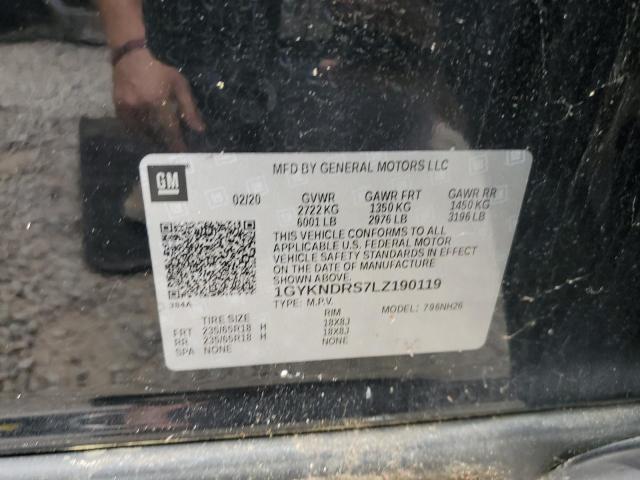 MFD BY GENERAL MOTORS LLC
GM
02/20 GVWR GAWR FRT GAWR RR
2722 KG 1350 KG 1450 KG
6001 LB 2976 LB 3196 LB
THIS VEHICLE CONFORMS TO ALL
APPLICABLE U.S. FEDERAL MOTOR
VEHICLE SAFETY STANDARDS IN EFFECT
ON THE DATE OF MANUFACTURE
SHOWN ABOVE.
384A
1GYKNDRS7LZ190119
TYPE: M.P.V. MODEL: 796NH26
TIRE SIZE RIM
FRT 235/65R18 H 18X8J
RR 235/65R18 H 18X8J
SPA NONE NONE